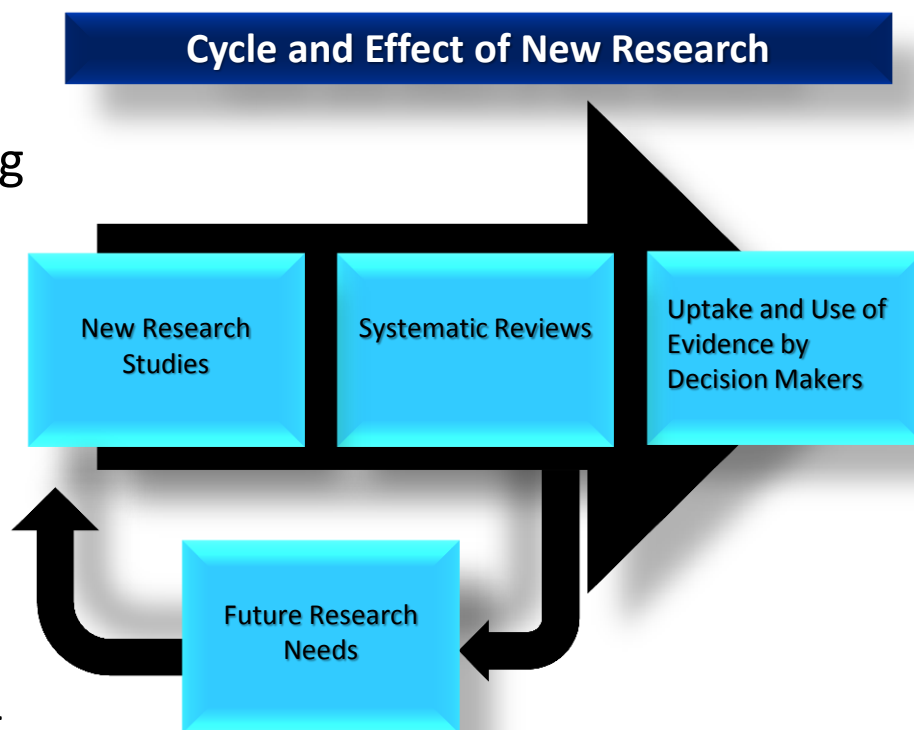 Cycle and Effect of New Research
g
New Research
Studies
Systematic Reviews
Uptake and Use of
Evidence by
Decision Makers
Future Research
Needs
.